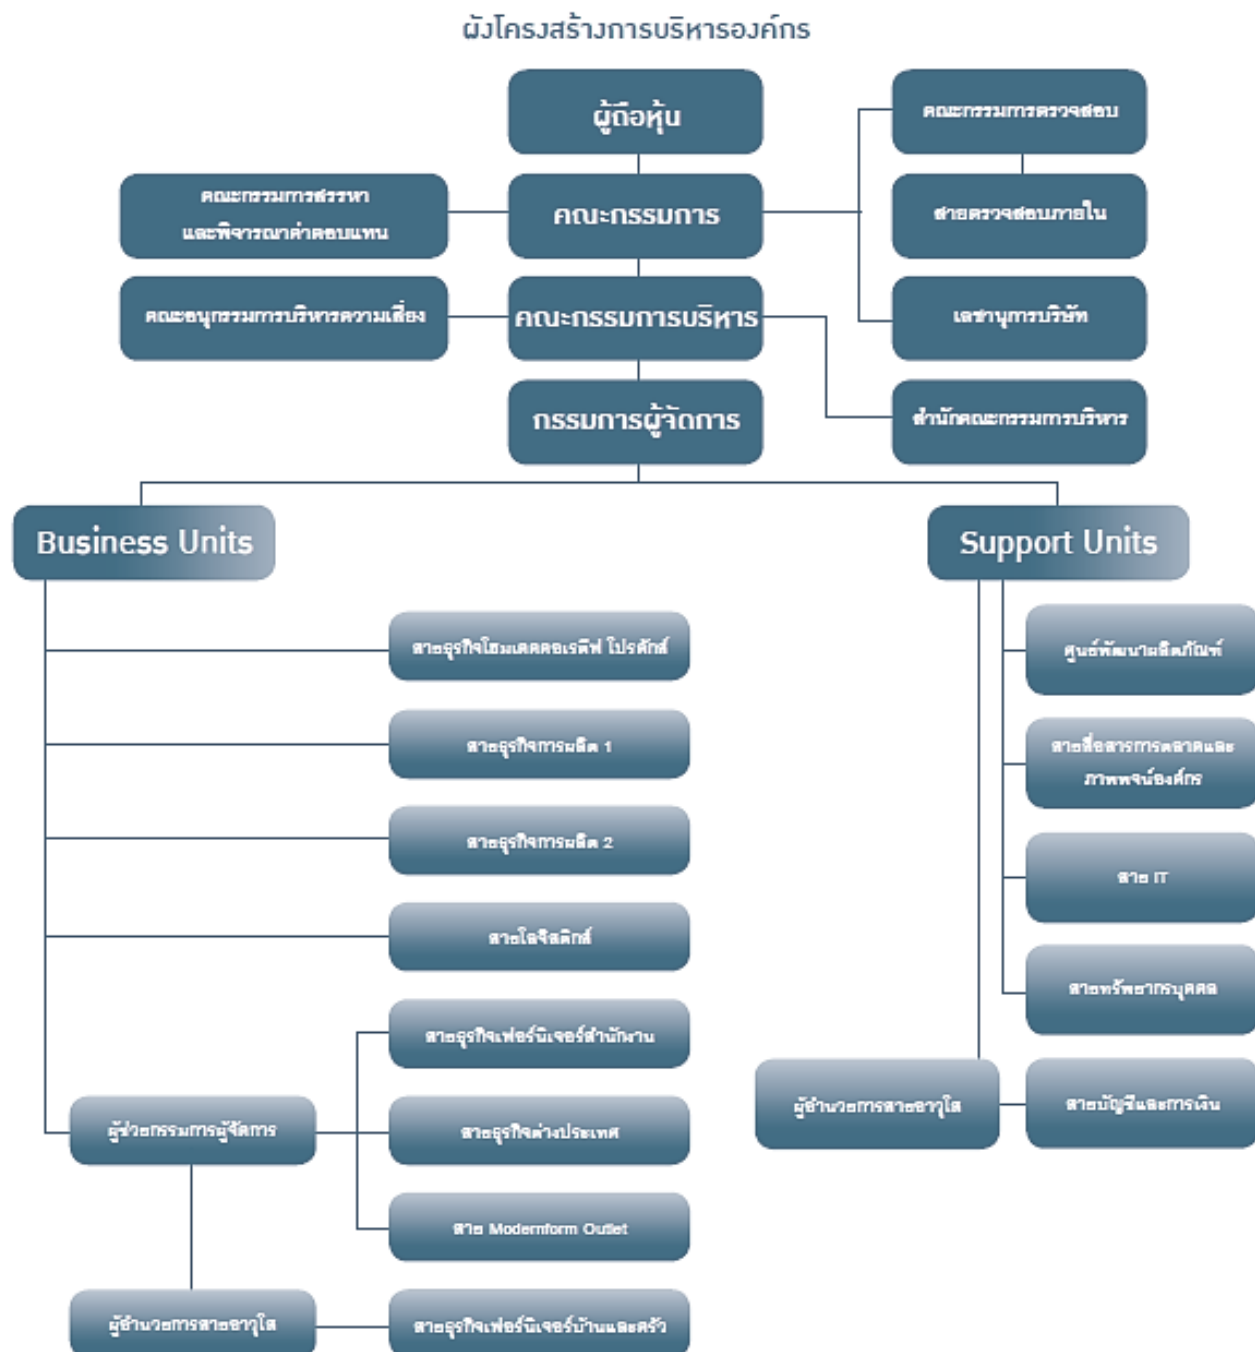 ผังโครงสร้างการบริหารองค์กร
ผู้ถือหุ้น
คณะกรรมการตรวจสอบ
คณะกรรมการสรรหา
และพิจารณาค่าตอบแทน
คณะกรรมการ
สายตรวจสอบภายใน
คณะอนุกรรมการบริหารความเสี่ยง
คณะกรรมการบริหาร
เลขานุการบริษัท
กรรมการผู้จัดการ
สำนักคณะกรรมการบริหาร
Business Units
Support Units
สายธุรกิจโฮมเดคคอเรตีฟ โปรดักส์
ศูนย์พัฒนาผลิตภัณฑ์
สายธุรกิจการผลิต 1
สายสื่อสารการตลาดและ
ภาพพจน์องค์กร
สายธุรกิจการผลิต 2
สาย IT
สายโลจิสติกส์
สายทรัพยากรบุคคล
สายธุรกิจเฟอร์นิเจอร์สำนักงาน
ผู้อำนวยการสายอาวุโส
สายบัญชีและการเงิน
ผู้ช่วยกรรมการผู้จัดการ
สายธุรกิจต่างประเทศ
สาย Modernform Outlet
ผู้อำนวยการสายอาวุโส
สายธุรกิจเฟอร์นิเจอร์บ้านและครัว